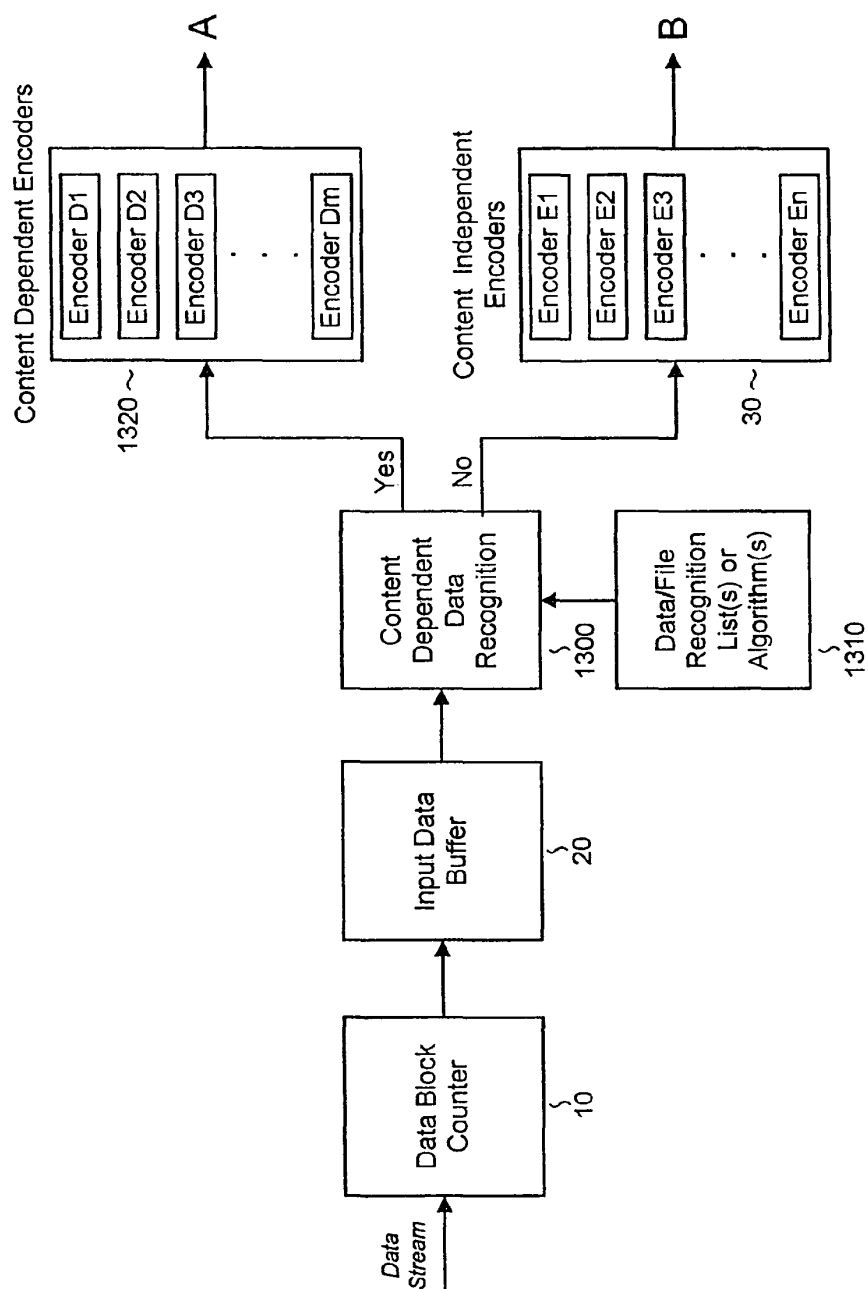 Data
Stream
Data Block
Counter
10
Input Data
Buffer
20
Content
Dependent
Data
Recognition
1300
Data/File
Recognition
List(s) or
Algorithm(s)
1310
Yes
No
Content Dependent Encoders
Encoder D1
Encoder D2
Encoder D3
. . .
Encoder Dm
1320
A
Content Independent
Encoders
Encoder E1
Encoder E2
Encoder E3
. . .
Encoder En
30
B